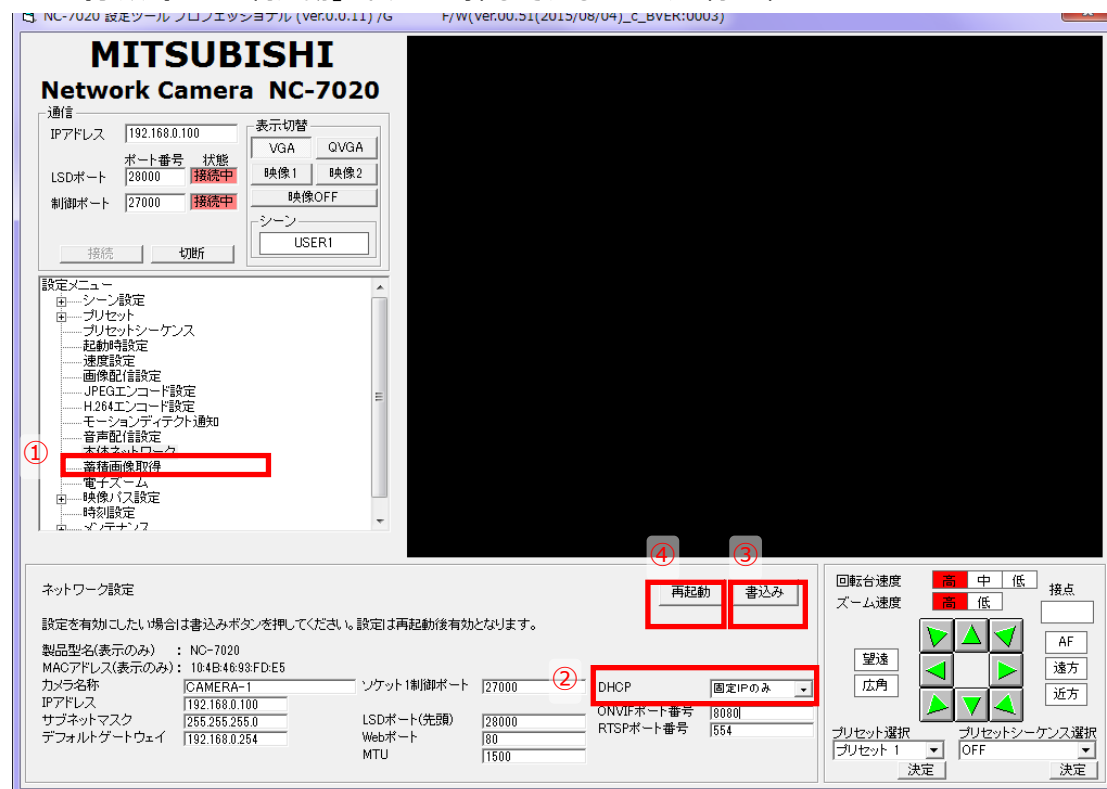 NC-7020 設定ツール プロフェッショナル (Ver.0.0.11) /G F/W(Ver.00.51(2015/08/04)_c_BVER:0003)
MITSUBISHI
Network Camera NC-7020
通信
IPアドレス 192.168.0.100
ポート番号 状態
LSDポート 28000 接続中
制御ポート 27000 接続中
接続 切断
表示切替
VGA QVGA
映像1 映像2
映像OFF
シーン
USER1
設定メニュー
シーン設定
プリセット
プリセットシーケンス
起動時設定
速度設定
画像配信設定
JPEGエンコード設定
H.264エンコード設定
モーションディテクト通知
音声配信設定
本体ネットワーク
①
蓄積画像取得
電子ズーム
映像パス設定
時刻設定
メンテナンス
④ ③
ネットワーク設定 再起動 書込み
設定を有効にしたい場合は書込みボタンを押してください。設定は再起動後有効となります。
製品型名(表示のみ) : NC-7020
MACアドレス(表示のみ) : 10:4B:46:93:FD:E5
カメラ名称 CAMERA-1
IPアドレス 192.168.0.100
サブネットマスク 255.255.255.0
デフォルトゲートウェイ 192.168.0.254
ソケット1制御ポート 27000
LSDポート(先頭) 28000
Webポート 80
MTU 1500
②
DHCP 固定IPのみ
ONVIFポート番号 8080
RTSPポート番号 554
回転台速度 高 中 低
ズーム速度 高 低
接点
望遠
広角
AF
遠方
近方
プリセット選択 プリセットシーケンス選択
プリセット 1 OFF
決定 決定